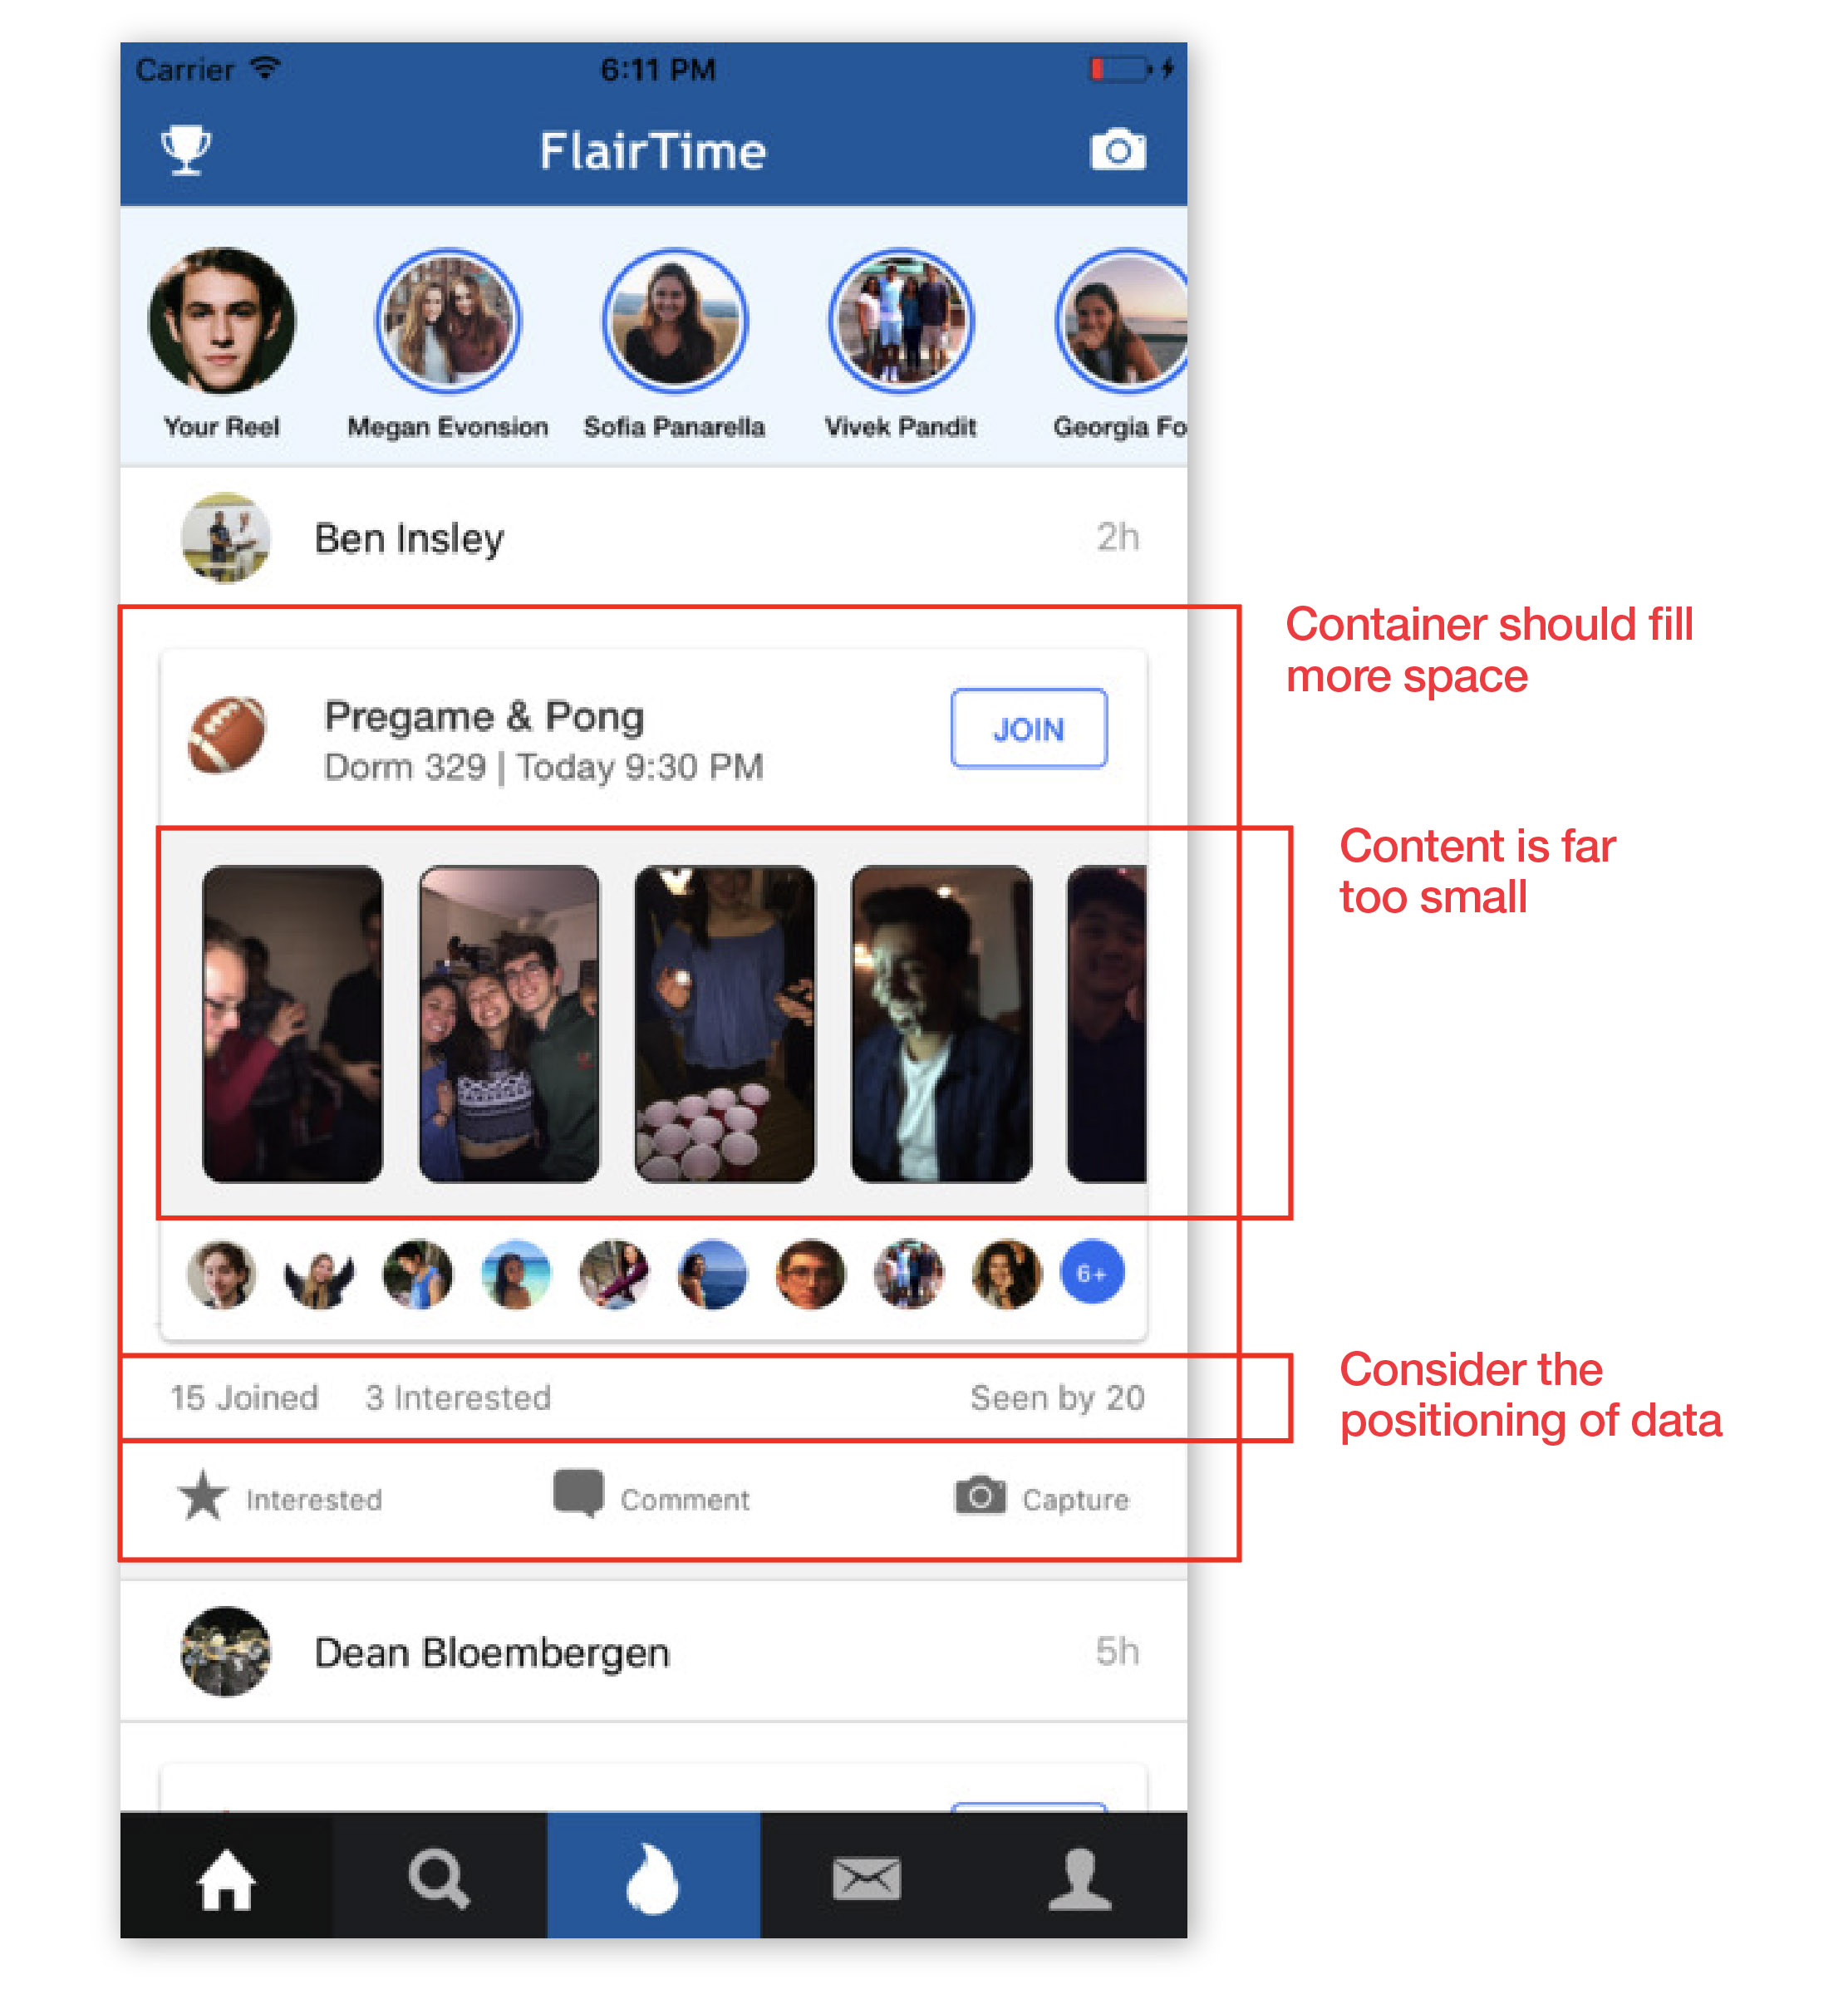 Carrier 6:11 PM
FlairTime
Your Reel Megan Evonsion Sofia Panarella Vivek Pandit Georgia Fo
Ben Insley 2h
Container should fill
more space
Pregame & Pong
JOIN
Dorm 329 | Today 9:30 PM
Content is far
too small
6+
Consider the
positioning of data
15 Joined 3 Interested Seen by 20
Interested Comment Capture
Dean Bloembergen 5h